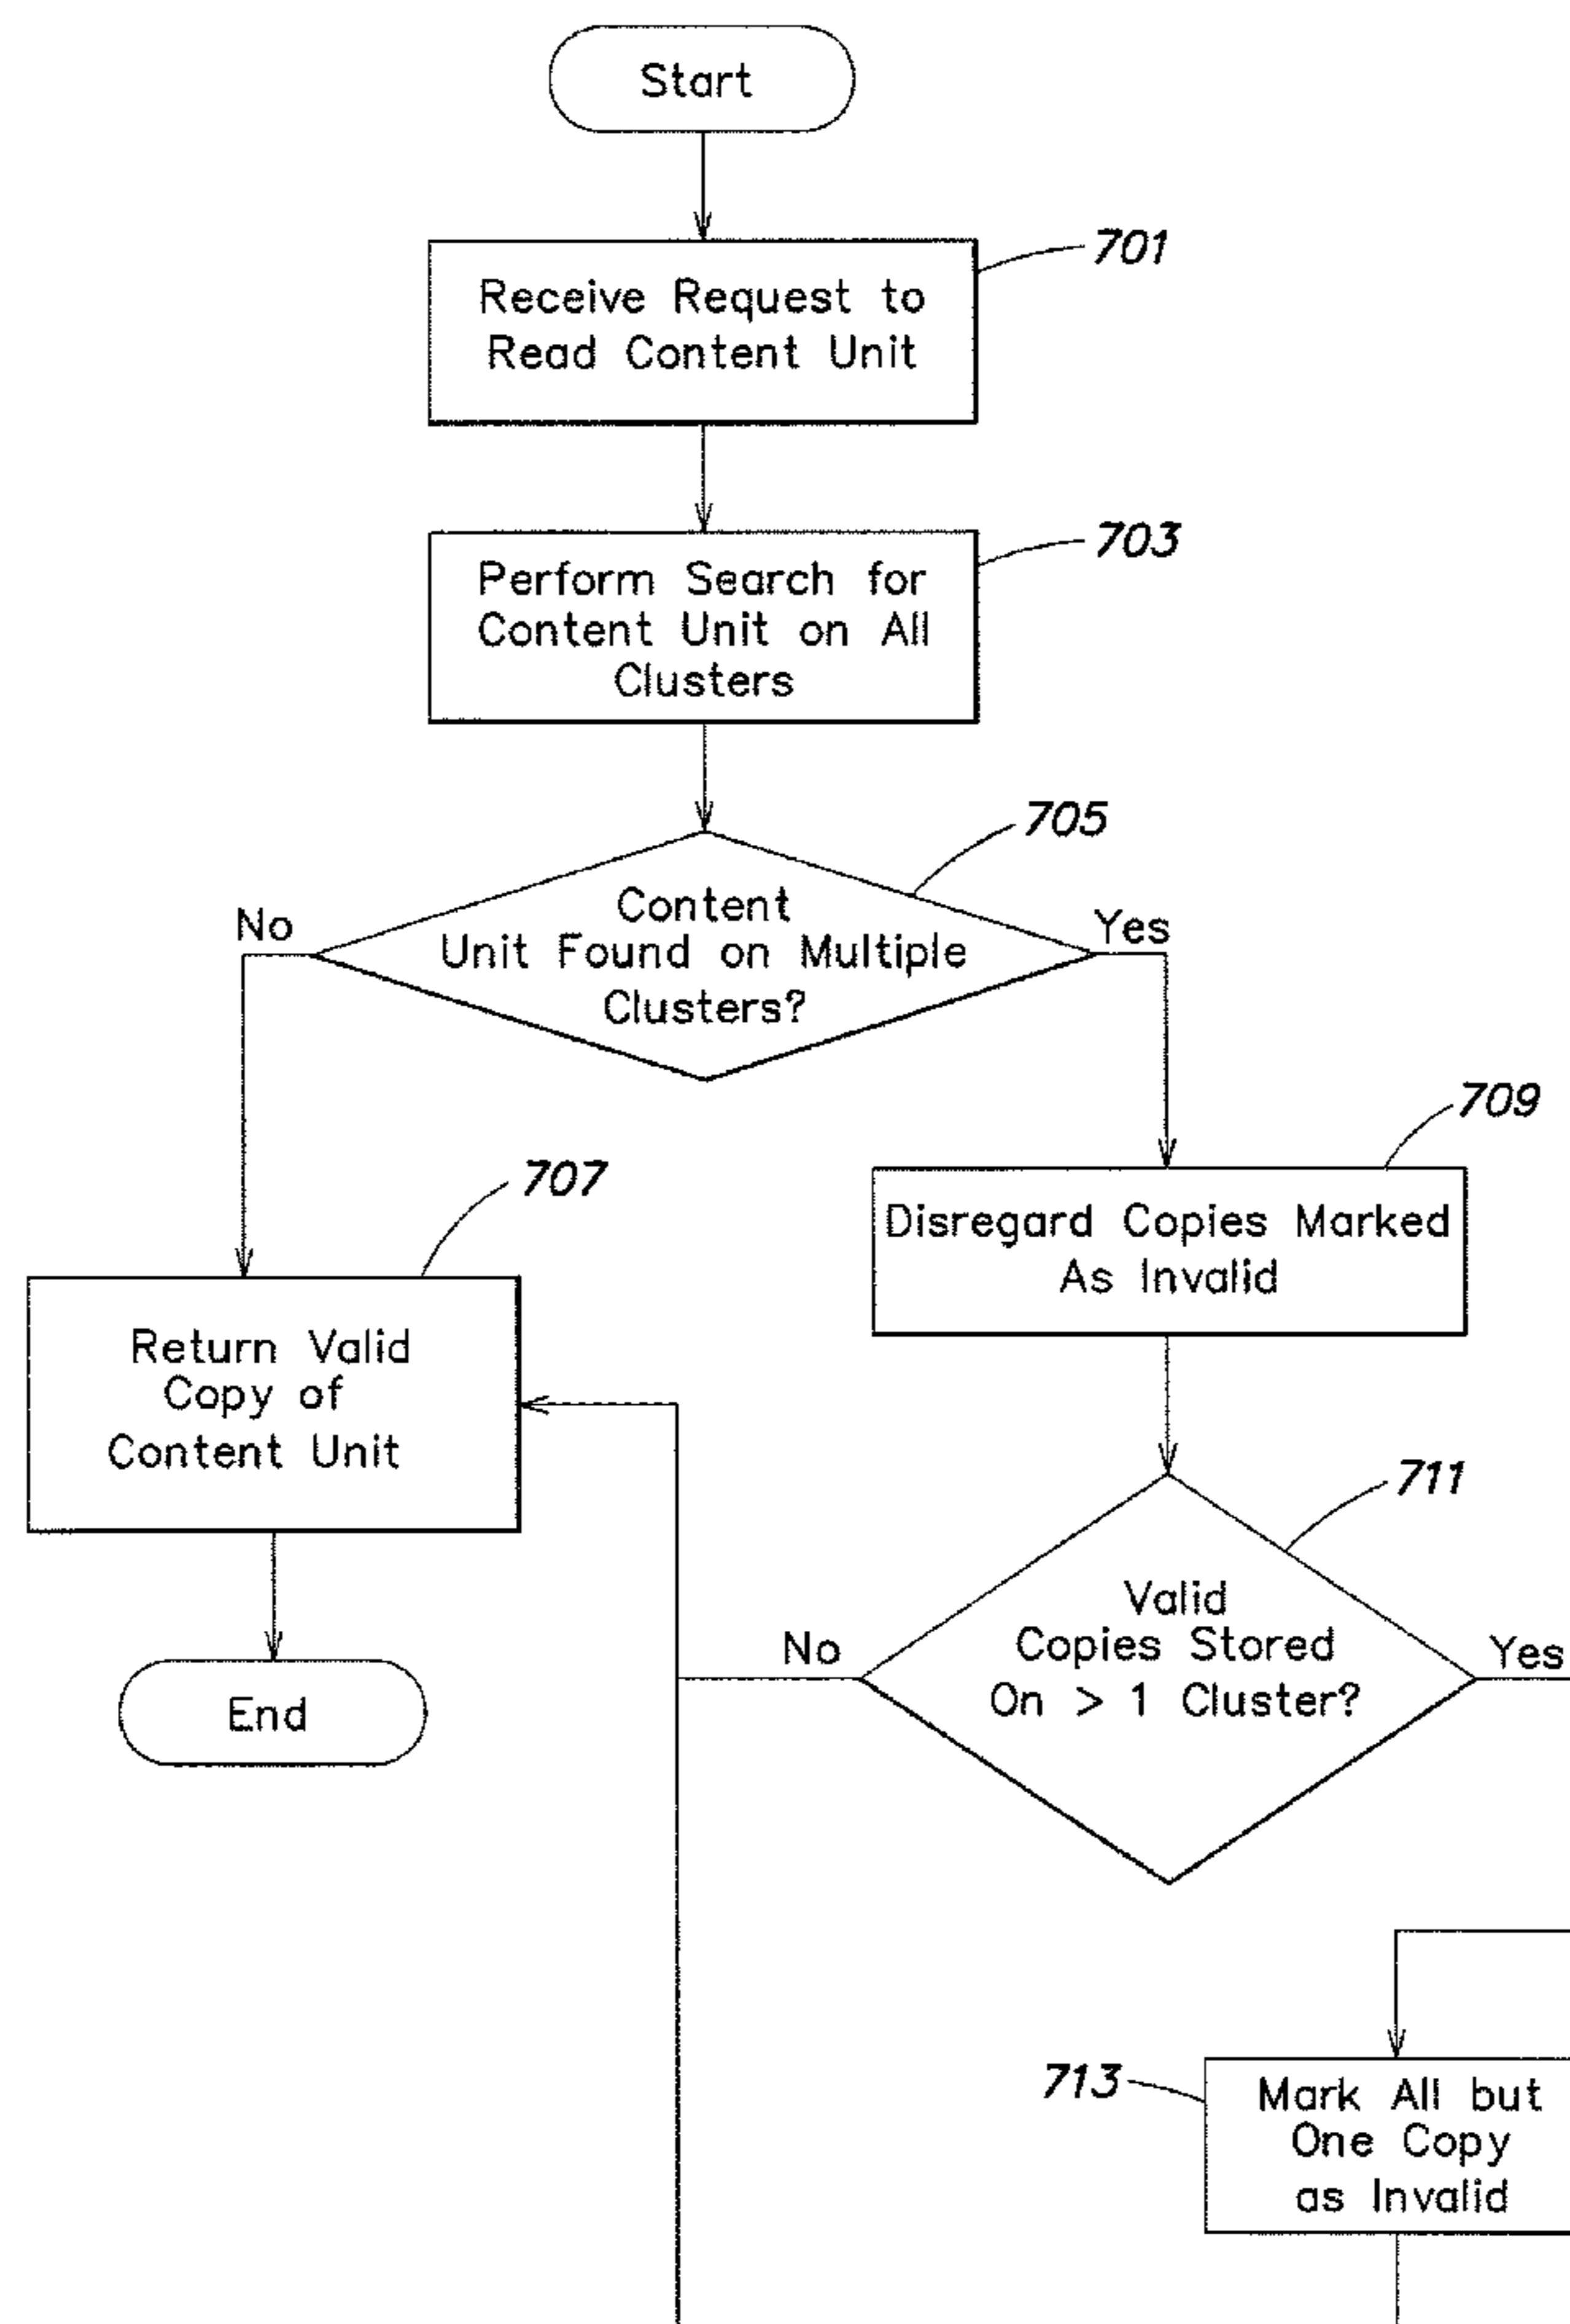 Start
701
Receive Request to
Read Content Unit
703
Perform Search for
Content Unit on All
Clusters
705
Content
Unit Found on Multiple
Clusters?
No
Yes
709
Disregard Copies Marked
As Invalid
707
Return Valid
Copy of
Content Unit
End
711
Valid
Copies Stored
On > 1 Cluster?
No
Yes
713
Mark All but
One Copy
as Invalid